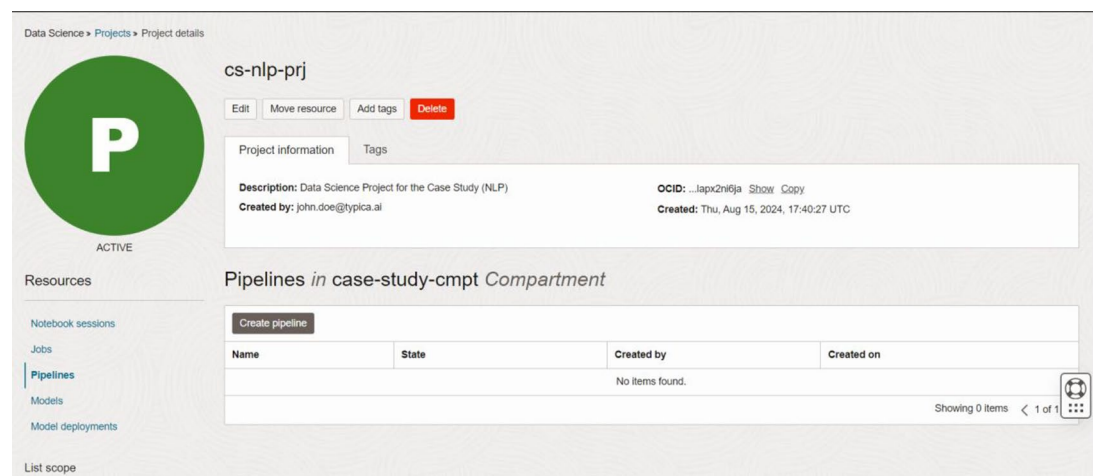 Data Science » Projects » Project details
P
ACTIVE
cs-nlp-prj
Edit Move resource Add tags Delete
Project information Tags
Description: Data Science Project for the Case Study (NLP)
Created by: john.doe@typica.ai
OCID: ...lapx2ni6ja Show Copy
Created: Thu, Aug 15, 2024, 17:40:27 UTC
Resources
Notebook sessions
Jobs
Pipelines
Models
Model deployments
List scope
Pipelines in case-study-cmpt Compartment
Create pipeline
Name State Created by Created on
No items found.
Showing 0 items < 1 of 1